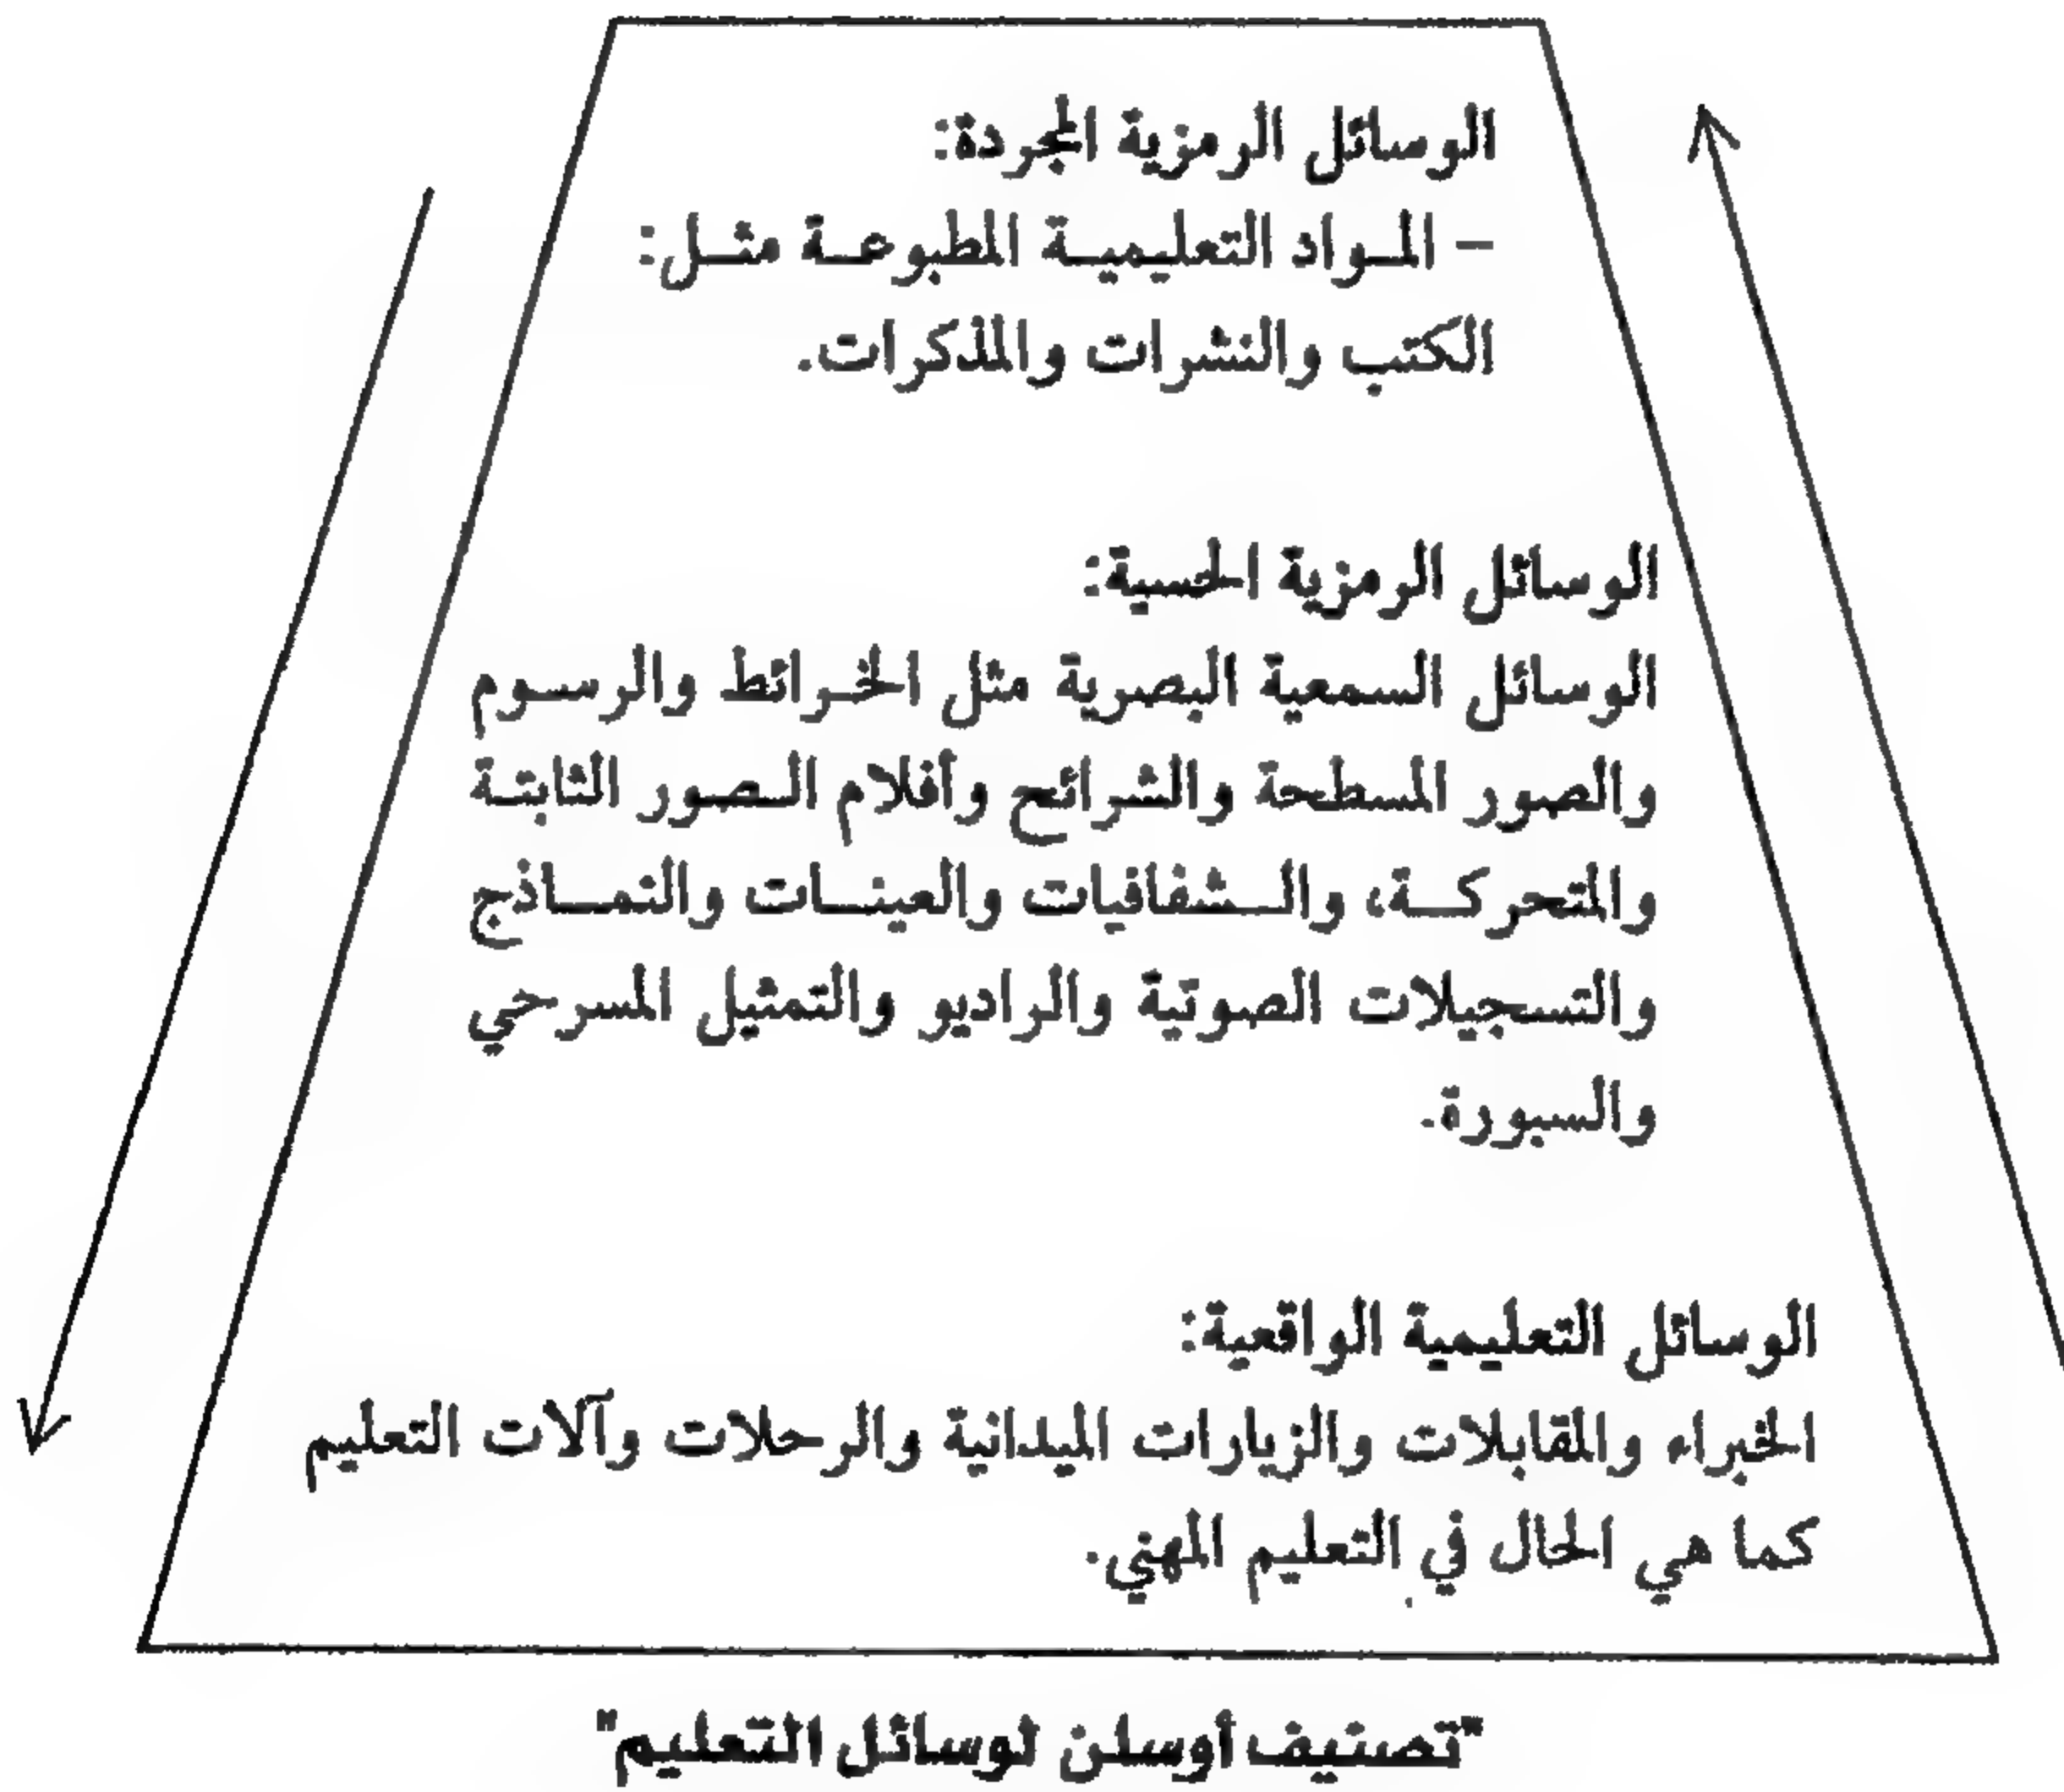 الوسائل الرمزية المجردة:
– المواد التعليمية المطبوعة مثل:
الكتب والنشرات والمذكرات.
الوسائل الرمزية الحسية:
الوسائل السمعية البصرية مثل الخرائط والرسوم
والصور المسطحة والشرائح وأفلام الصور الثابتة
والمتحركة، والشفافيات والعينات والنماذج
والتسجيلات الصوتية والراديو والتمثيل المسرحي
والسبورة.
الوسائل التعليمية الواقعية:
الخبراء والمقابلات والزيارات الميدانية والرحلات وآلات التعليم
كما هي الحال في التعليم المهني.
"تصنيف أوسلن لوسائل التعليم"